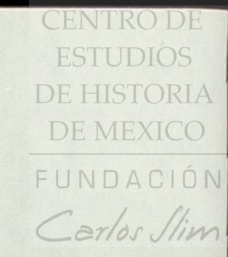 CENTRO DE
ESTUDIOS
DE HISTORIA
DE MEXICO
FUNDACIÓN
Carlos Slim